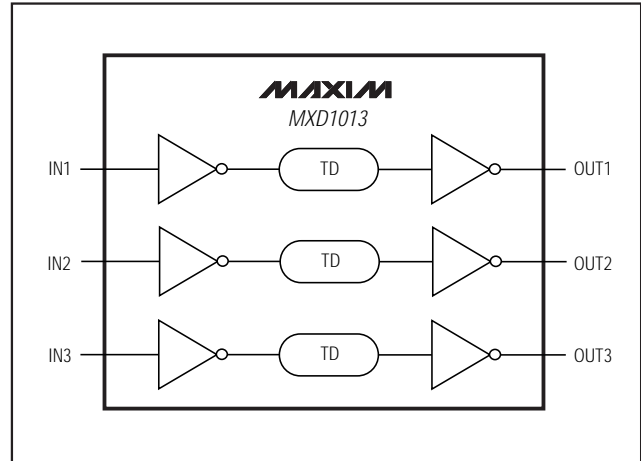 MAXIM
MXD1013
IN1 TD OUT1
IN2 TD OUT2
IN3 TD OUT3